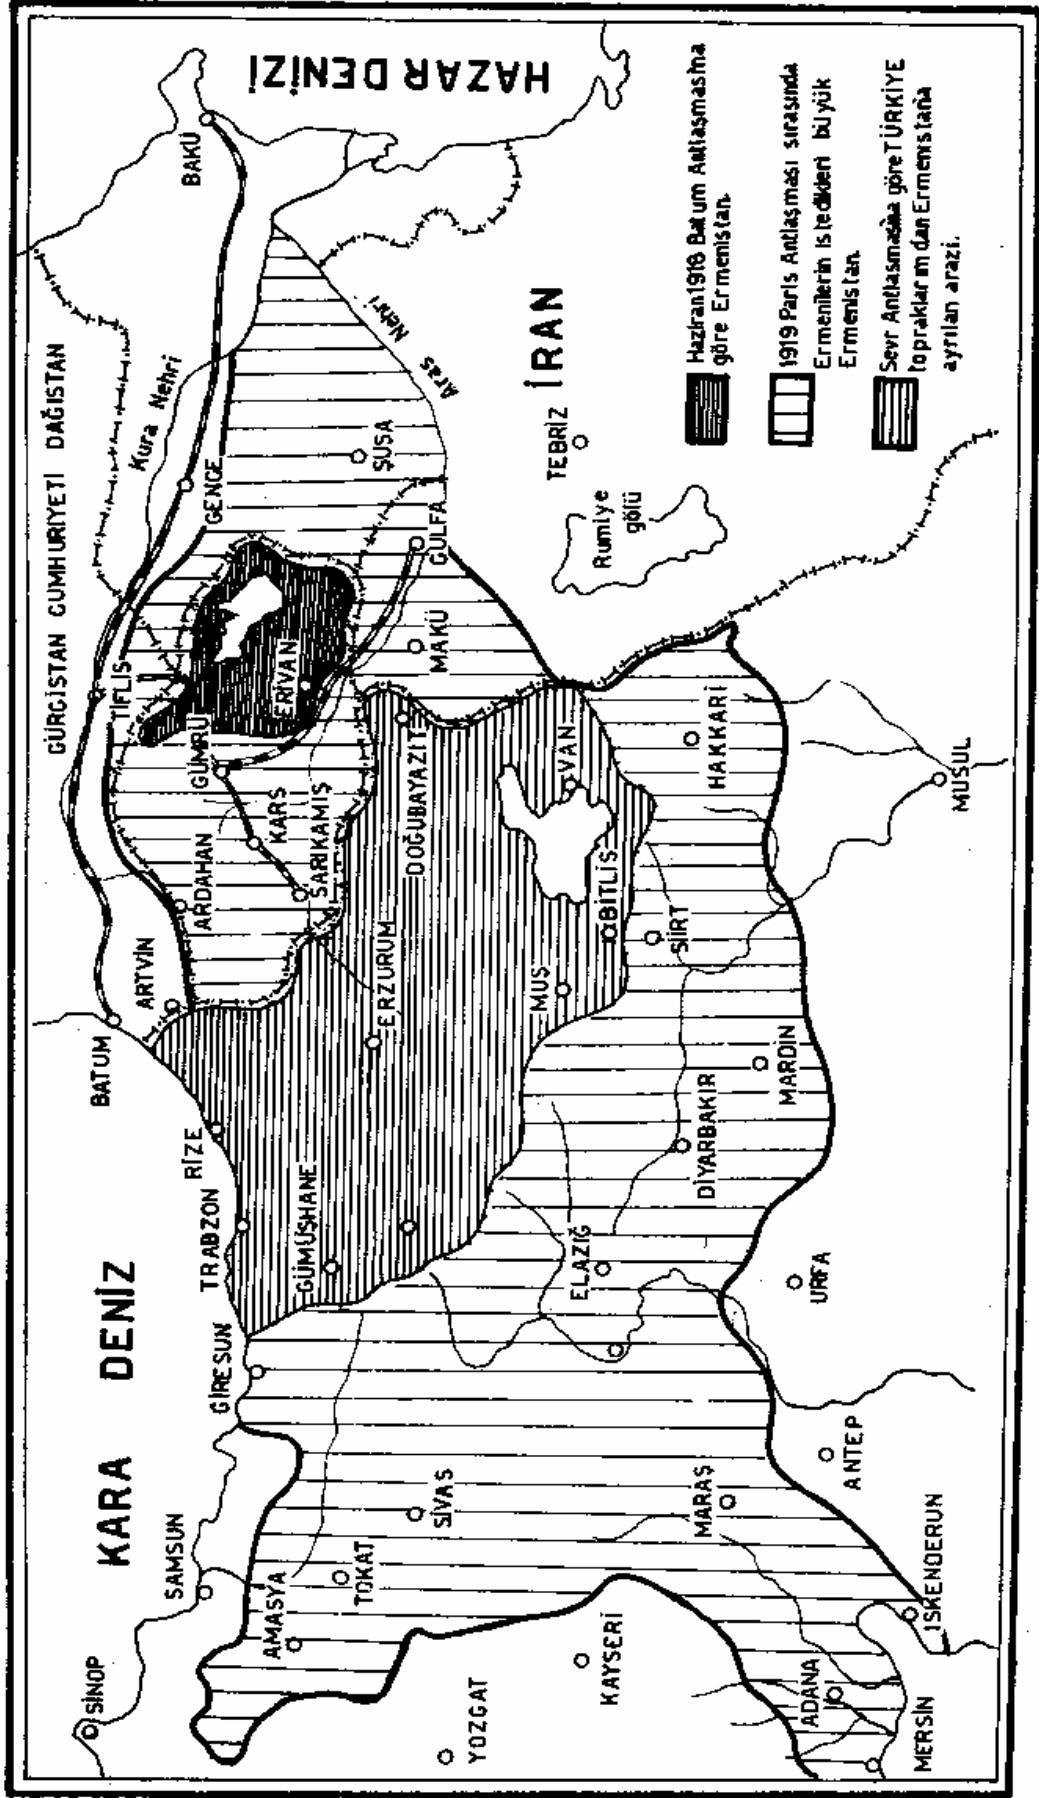 KARA DENİZ
HAZAR DENİZİ
GÜRCİSTAN CUMHURİYETİ DAĞISTAN
SİNOP
SAMSUN
GİRESUN
TRABZON
RİZE
BATUM
ARTVİN
ARDAHAN
TİFLİS
Kura Nehri
BAKÜ
AMASYA
TOKAT
GÜMÜŞHANE
SARIKAMIŞ
KARS
GÜMRÜ
ERİVAN
GENCE
YOZGAT
SİVAS
ERZURUM
DOĞUBAYAZIT
MAKÜ
GÜLFA
ŞUSA
Aras Nehri
KAYSERİ
ELAZIĞ
MUŞ
BİTLİS
VAN
Rumiye
gölü
TEBRİZ
İRAN
MARAŞ
DİYARBAKIR
SİİRT
HAKKARİ
ADANA
ANTEP
URFA
MARDİN
MERSİN
İSKENDERUN
MUSUL
Haziran 1918 Batum Antlaşmasına
göre Ermenistan.
1919 Paris Antlaşması sırasında
Ermenilerin istedikleri büyük
Ermenistan.
Sevr Antlaşmasına göre TÜRKİYE
topraklarından Ermenistana
ayrılan arazi.